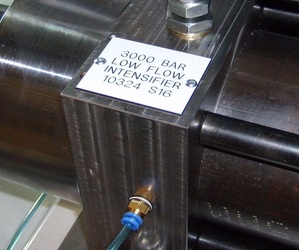 3000 BAR
LOW FLOW
INTENSIFIER
10324 S16